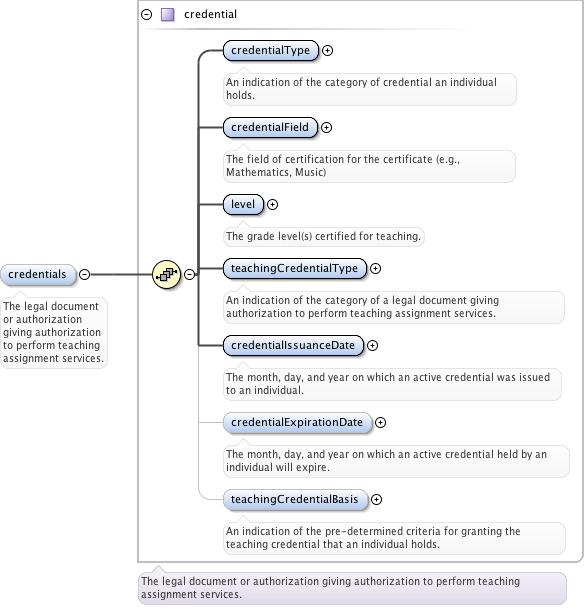 credential
credentialType
An indication of the category of credential an individual
holds.
credentialField
The field of certification for the certificate (e.g.,
Mathematics, Music)
level
The grade level(s) certified for teaching.
credentials
The legal document
or authorization
giving authorization
to perform teaching
assignment services.
teachingCredentialType
An indication of the category of a legal document giving
authorization to perform teaching assignment services.
credentialIssuanceDate
The month, day, and year on which an active credential was issued
to an individual.
credentialExpirationDate
The month, day, and year on which an active credential held by an
individual will expire.
teachingCredentialBasis
An indication of the pre-determined criteria for granting the
teaching credential that an individual holds.
The legal document or authorization giving authorization to perform teaching
assignment services.